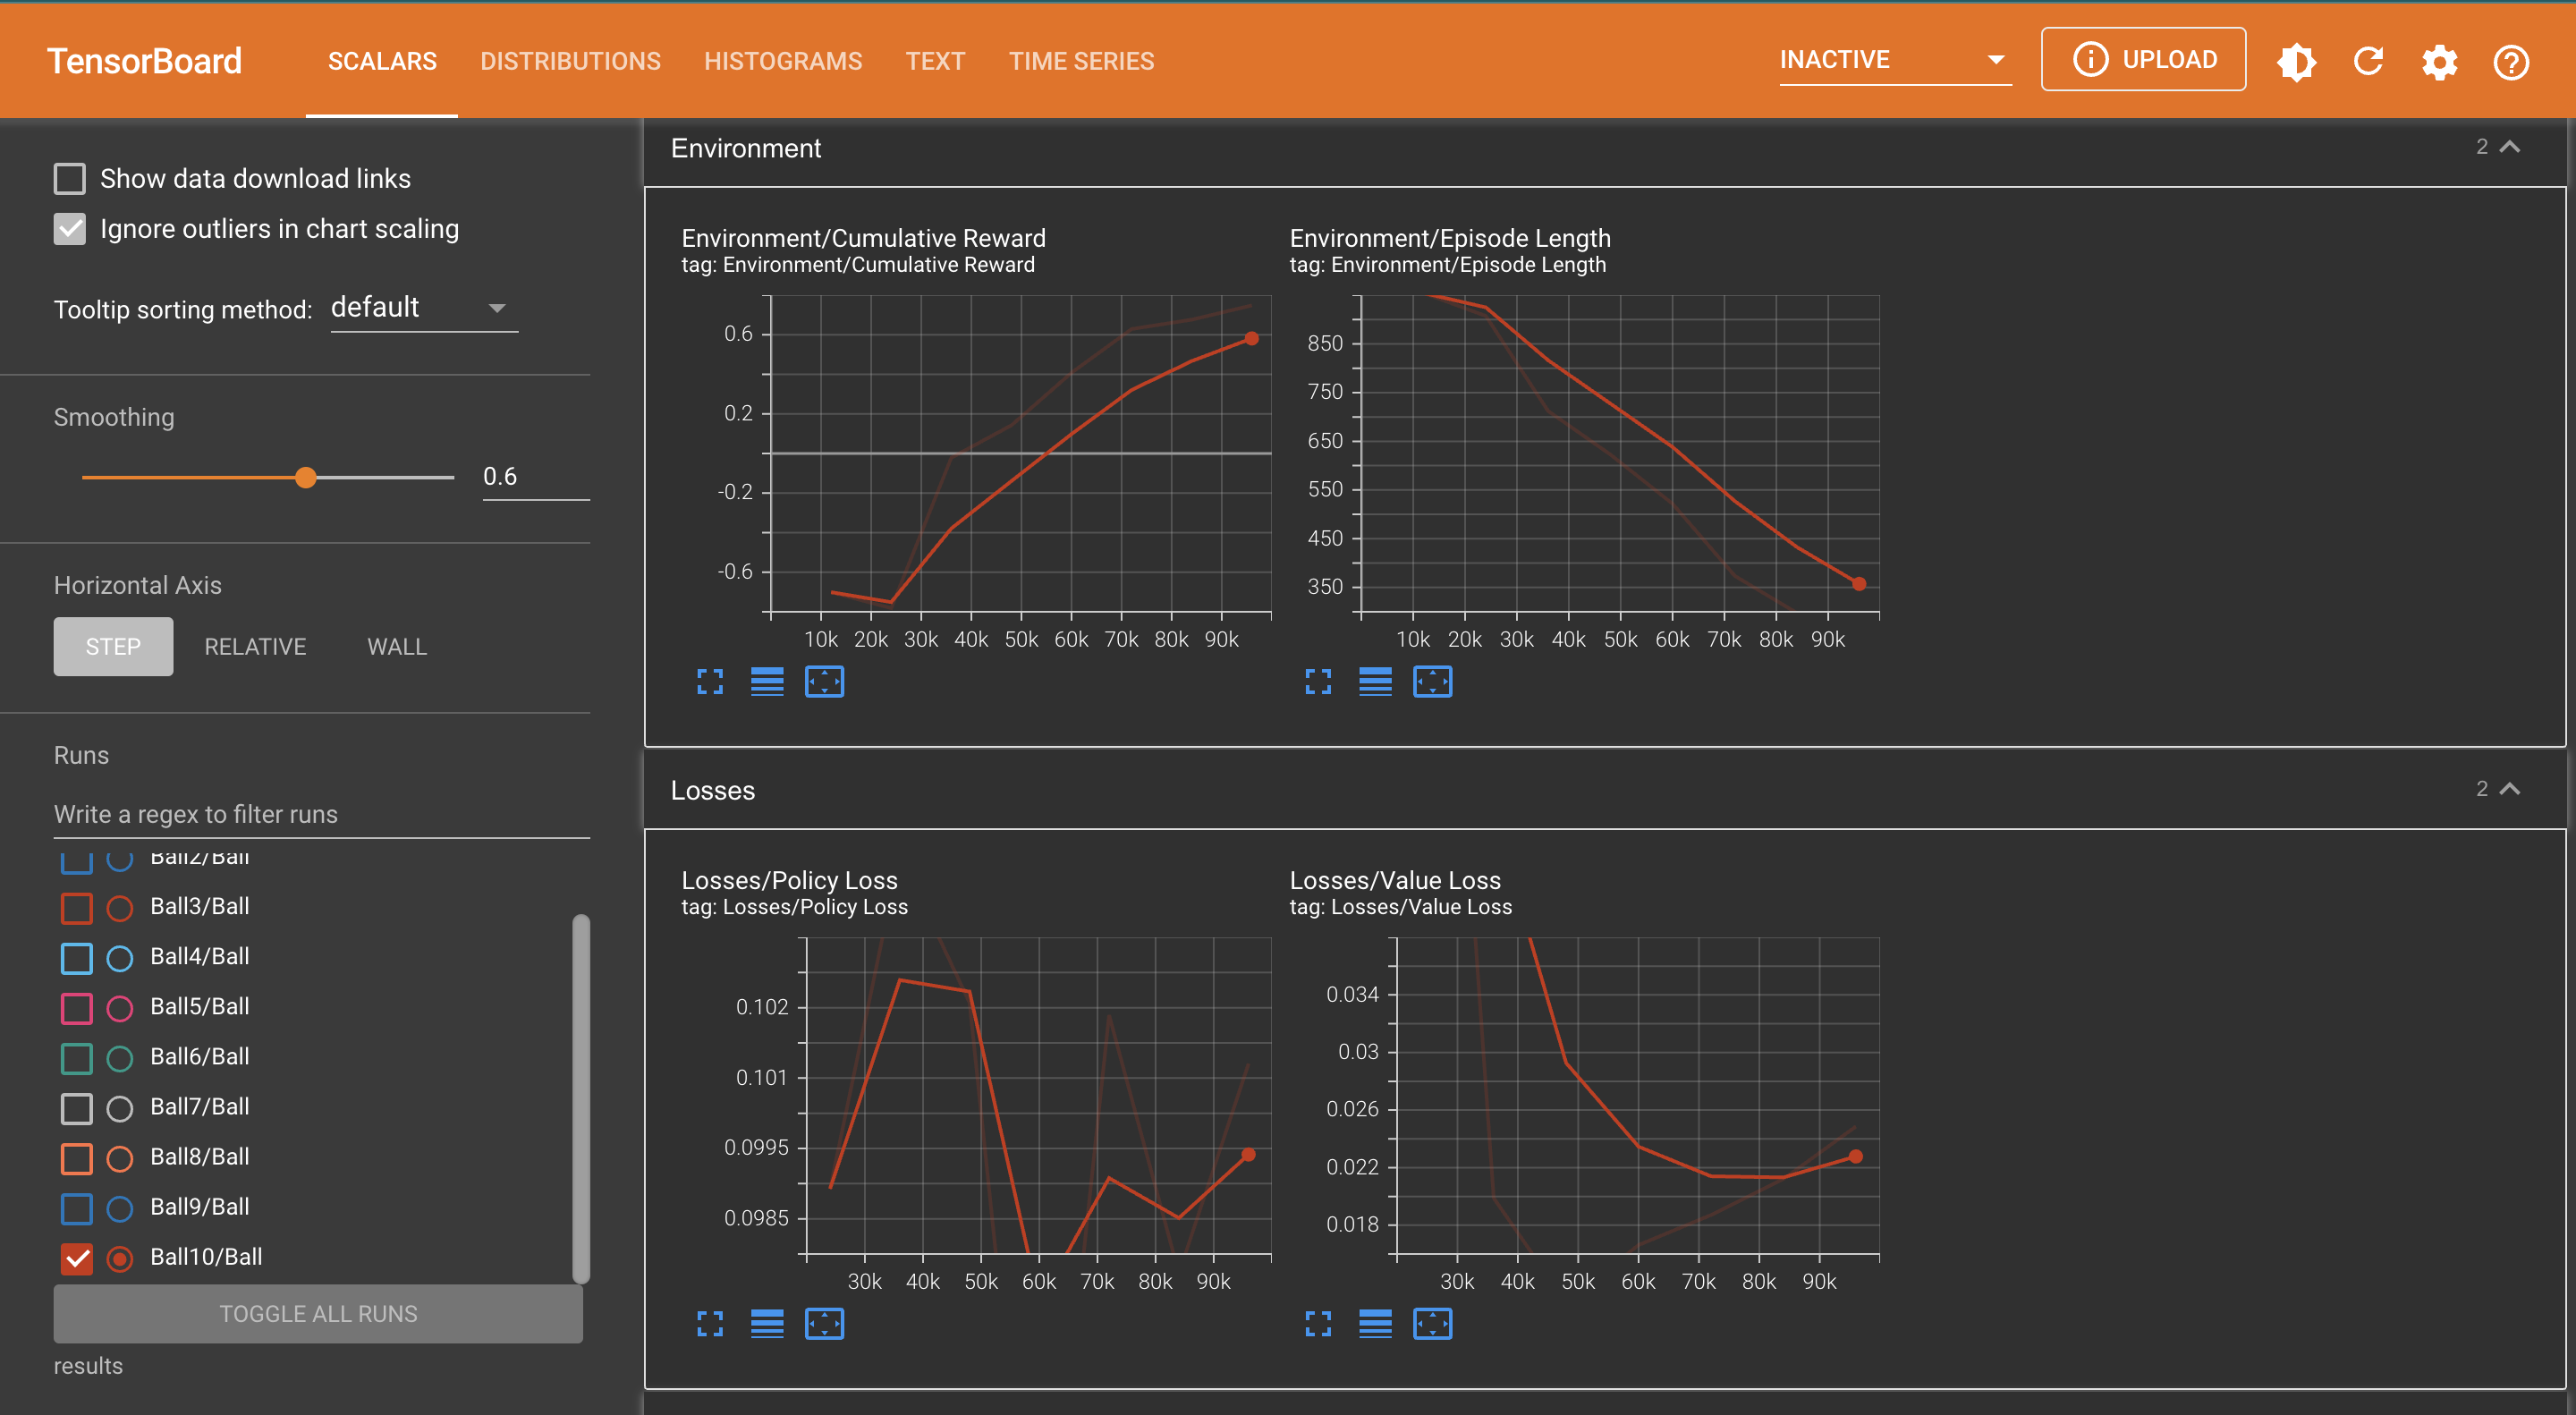 TensorBoard
SCALARS
DISTRIBUTIONS
HISTOGRAMS
TEXT
TIME SERIES
INACTIVE
UPLOAD
Show data download links
Ignore outliers in chart scaling
Tooltip sorting method: default
Smoothing
0.6
Horizontal Axis
STEP
RELATIVE
WALL
Runs
Write a regex to filter runs
Ball2/Ball
Ball3/Ball
Ball4/Ball
Ball5/Ball
Ball6/Ball
Ball7/Ball
Ball8/Ball
Ball9/Ball
Ball10/Ball
TOGGLE ALL RUNS
results
Environment
2
Environment/Cumulative Reward
tag: Environment/Cumulative Reward
0.6
0.2
-0.2
-0.6
10k 20k 30k 40k 50k 60k 70k 80k 90k
Environment/Episode Length
tag: Environment/Episode Length
850
750
650
550
450
350
10k 20k 30k 40k 50k 60k 70k 80k 90k
Losses
2
Losses/Policy Loss
tag: Losses/Policy Loss
0.102
0.101
0.0995
0.0985
30k 40k 50k 60k 70k 80k 90k
Losses/Value Loss
tag: Losses/Value Loss
0.034
0.03
0.026
0.022
0.018
30k 40k 50k 60k 70k 80k 90k